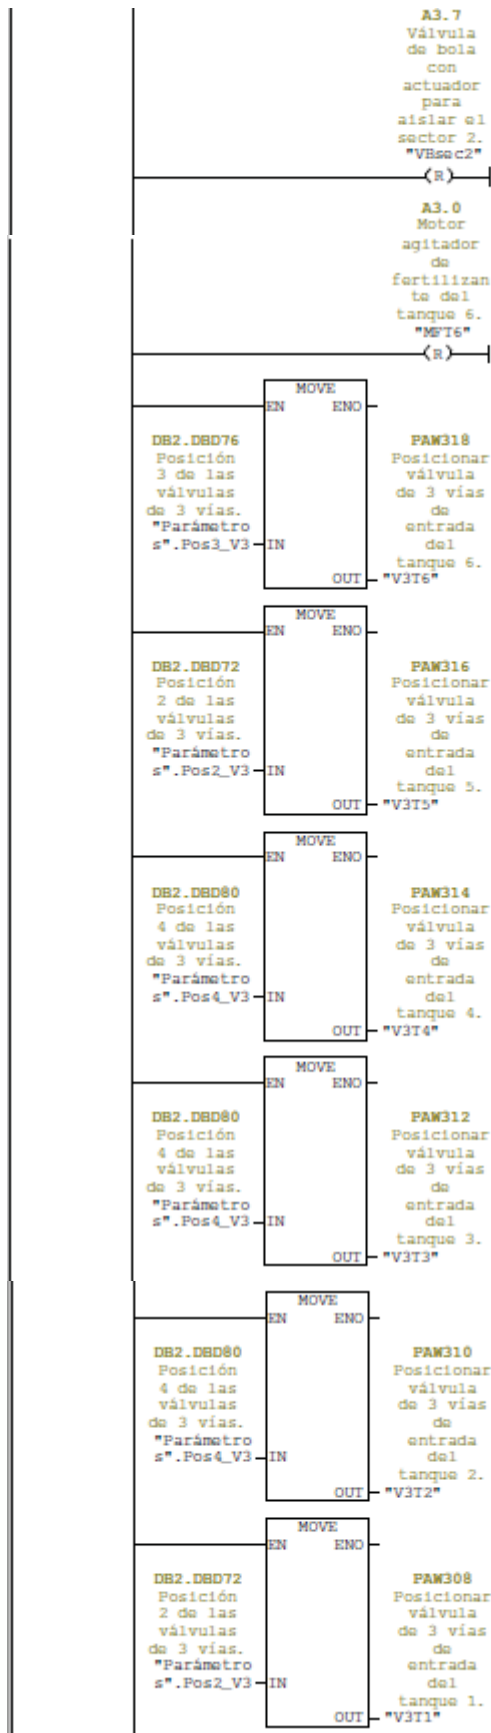 A3.7
Válvula
de bola
con
actuador
para
aislar el
sector 2.
"VBsec2"
(R)
A3.0
Motor
agitador
de
fertilizan
te del
tanque 6.
"MFT6"
(R)
MOVE
EN ENO
DB2.DBD76
Posición
3 de las
válvulas
de 3 vías.
"Parámetro
s".Pos3_V3
IN
PAW318
Posicionar
válvula
de 3 vías
de
entrada
del
tanque 6.
OUT "V3T6"
MOVE
EN ENO
DB2.DBD72
Posición
2 de las
válvulas
de 3 vías.
"Parámetro
s".Pos2_V3
IN
PAW316
Posicionar
válvula
de 3 vías
de
entrada
del
tanque 5.
OUT "V3T5"
MOVE
EN ENO
DB2.DBD80
Posición
4 de las
válvulas
de 3 vías.
"Parámetro
s".Pos4_V3
IN
PAW314
Posicionar
válvula
de 3 vías
de
entrada
del
tanque 4.
OUT "V3T4"
MOVE
EN ENO
DB2.DBD80
Posición
4 de las
válvulas
de 3 vías.
"Parámetro
s".Pos4_V3
IN
PAW312
Posicionar
válvula
de 3 vías
de
entrada
del
tanque 3.
OUT "V3T3"
MOVE
EN ENO
DB2.DBD80
Posición
4 de las
válvulas
de 3 vías.
"Parámetro
s".Pos4_V3
IN
PAW310
Posicionar
válvula
de 3 vías
de
entrada
del
tanque 2.
OUT "V3T2"
MOVE
EN ENO
DB2.DBD72
Posición
2 de las
válvulas
de 3 vías.
"Parámetro
s".Pos2_V3
IN
PAW308
Posicionar
válvula
de 3 vías
de
entrada
del
tanque 1.
OUT "V3T1"